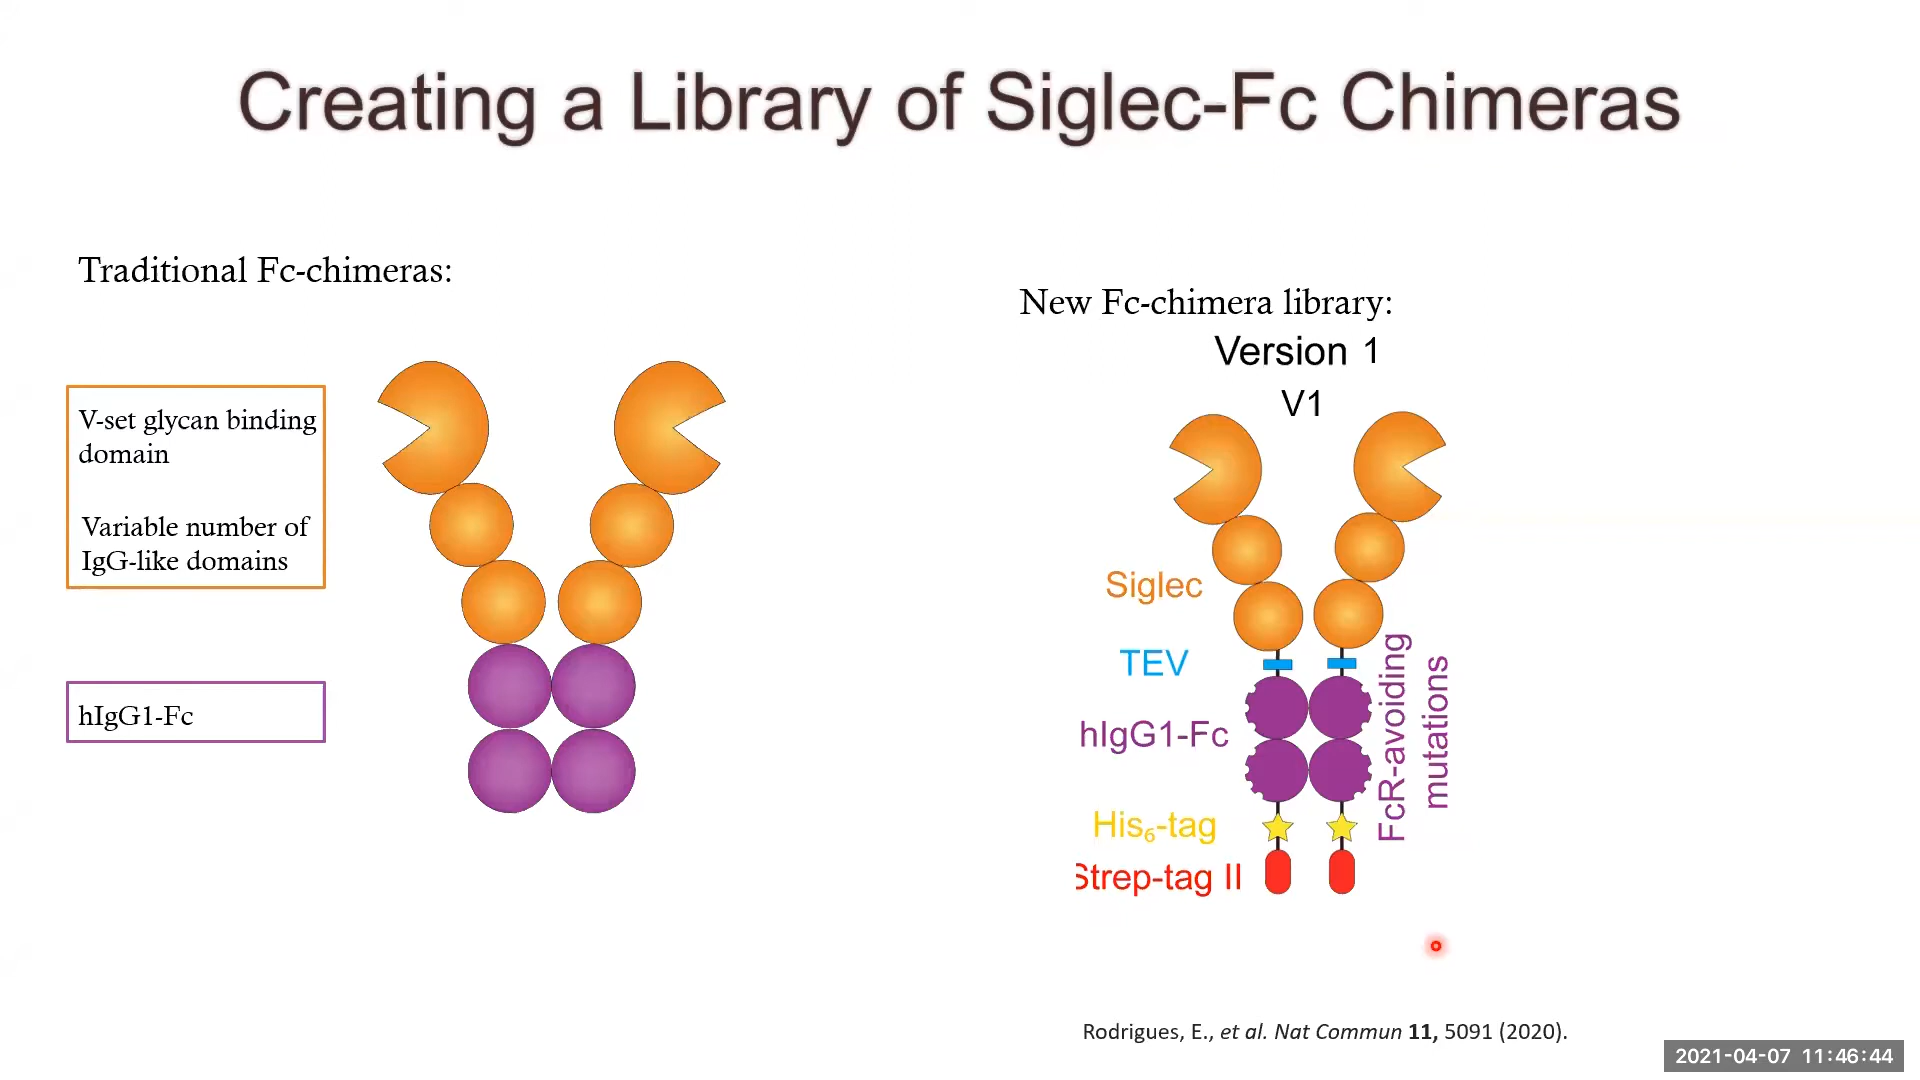 Creating a Library of Siglec-Fc Chimeras
Traditional Fc-chimeras:
V-set glycan binding
domain
Variable number of
IgG-like domains
hIgG1-Fc
New Fc-chimera library:
Version 1
V1
Siglec
TEV
hIgG1-Fc
His₆-tag
Strep-tag II
FcR-avoiding
mutations
Rodrigues, E., et al. Nat Commun 11, 5091 (2020).
2021-04-07 11:46:44